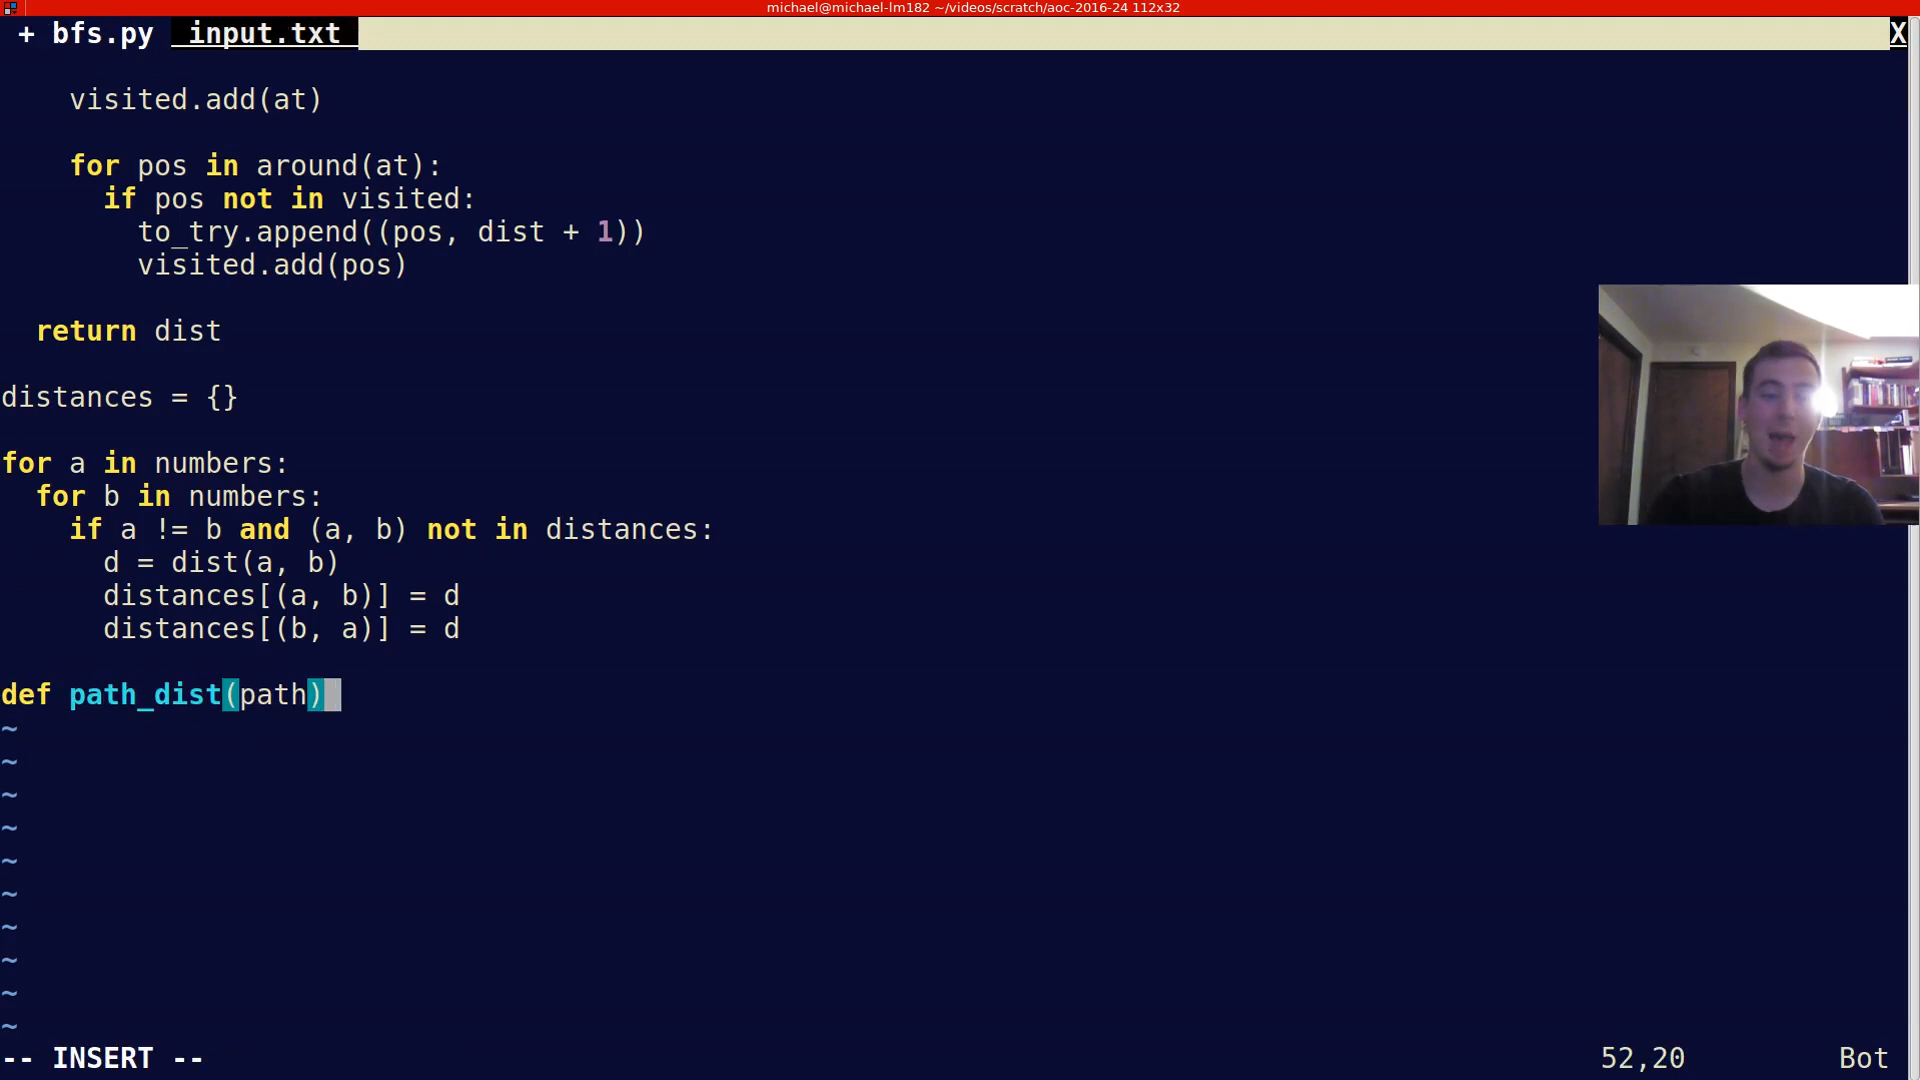 michael@michael-lm182 ~/videos/scratch/aoc-2016-24 112x32
+ bfs.py  input.txt X
    visited.add(at)
    for pos in around(at):
      if pos not in visited:
        to_try.append((pos, dist + 1))
        visited.add(pos)
  return dist
distances = {}
for a in numbers:
  for b in numbers:
    if a != b and (a, b) not in distances:
      d = dist(a, b)
      distances[(a, b)] = d
      distances[(b, a)] = d
def path_dist(path)
~
~
~
~
~
~
~
~
~
~
-- INSERT -- 52,20 Bot